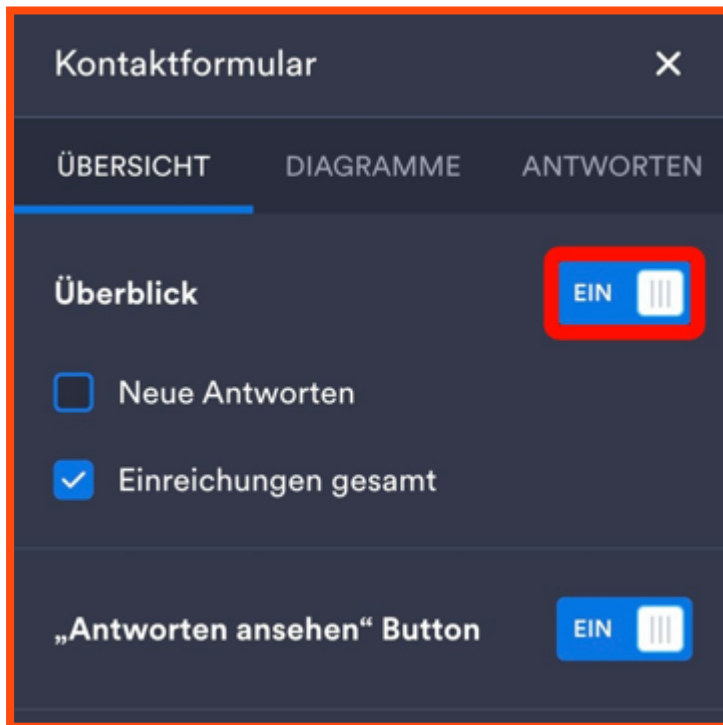 Kontaktformular
ÜBERSICHT DIAGRAMME ANTWORTEN
Überblick EIN
Neue Antworten
Einreichungen gesamt
„Antworten ansehen“ Button EIN